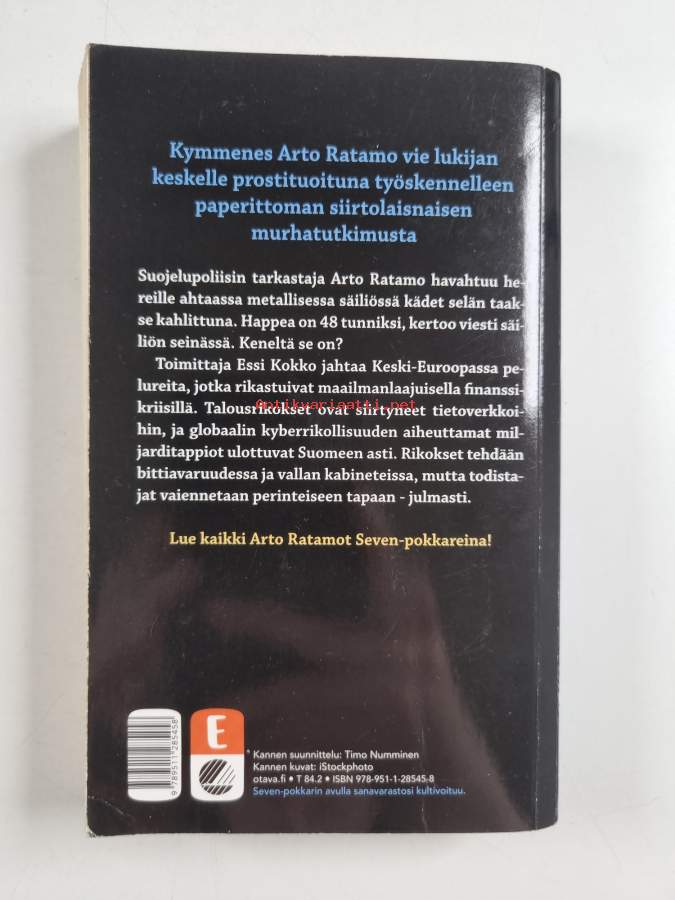 Kymmenes Arto Ratamo vie lukijan
keskelle prostituoituna työskennelleen
paperittoman siirtolaisnaisen
murhatutkimusta
Suojelupoliisin tarkastaja Arto Ratamo havahtuu he-
reille ahtaassa metallisessa säiliössä kädet selän taak-
se kahlittuna. Happea on 48 tunniksi, kertoo viesti säi-
liön seinässä. Keneltä se on?
Toimittaja Essi Kokko jahtaa Keski-Euroopassa pe-
lureita, jotka rikastuivat maailmanlaajuisella finanssi-
kriisillä. Talousrikokset ovat siirtyneet tietoverkkoi-
Antikvariaatti.net
hin, ja globaalin kyberrikollisuuden aiheuttamat mil-
jarditappiot ulottuvat Suomeen asti. Rikokset tehdään
bittiavaruudessa ja vallan kabineteissa, mutta todista-
jat vaiennetaan perinteiseen tapaan - julmasti.
Lue kaikki Arto Ratamot Seven-pokkareina!
9 789511 285458
E
Kannen suunnittelu: Timo Numminen
Kannen kuvat: iStockphoto
otava.fi • T 84.2 • ISBN 978-951-1-28545-8
Seven-pokkarin avulla sanavarastosi kultivoituu.